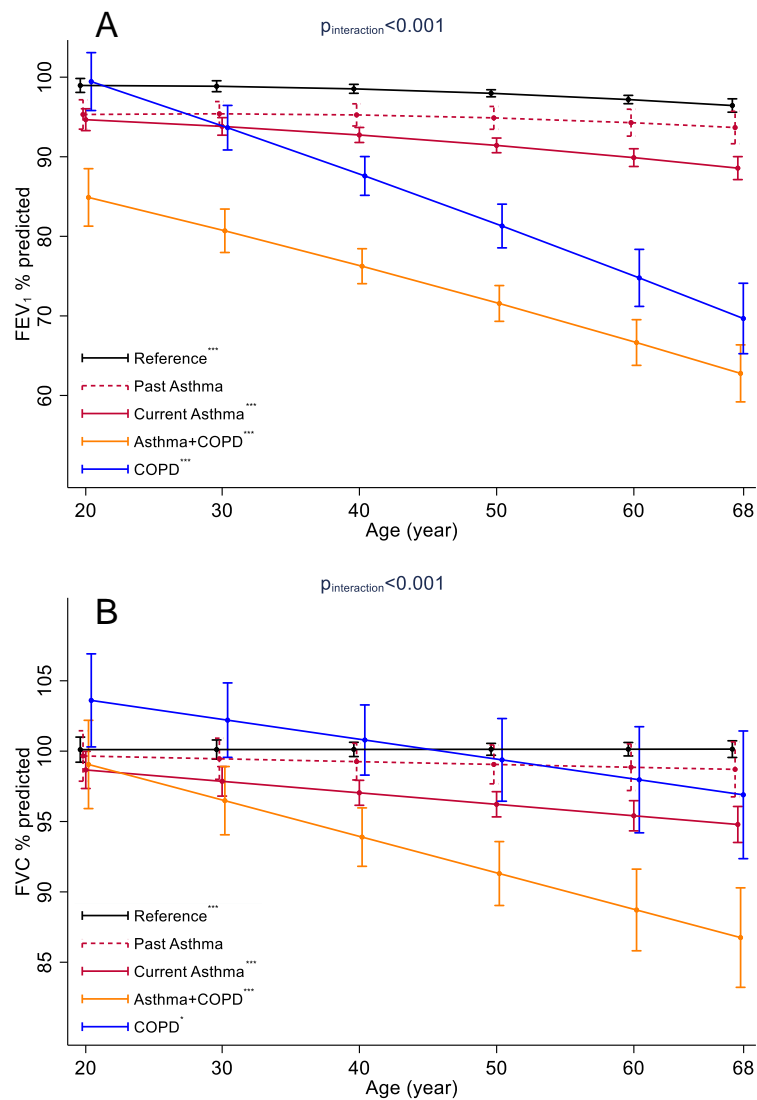 A
pinteraction<0.001
FEV1 % predicted
100
90
80
70
60
Reference***
Past Asthma
Current Asthma***
Asthma+COPD***
COPD***
20 30 40 50 60 68
Age (year)
pinteraction<0.001
B
FVC % predicted
105
100
95
90
85
Reference***
Past Asthma
Current Asthma***
Asthma+COPD***
COPD*
20 30 40 50 60 68
Age (year)